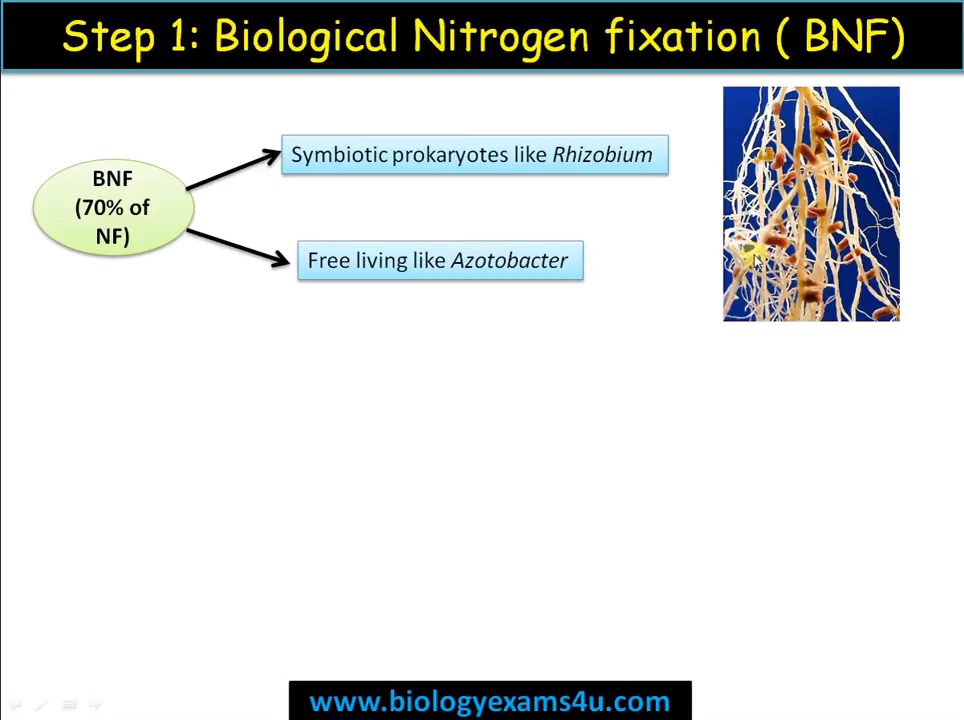 Step 1: Biological Nitrogen fixation ( BNF)
Symbiotic prokaryotes like Rhizobium
BNF
(70% of
NF)
Free living like Azotobacter
www.biologyexams4u.com